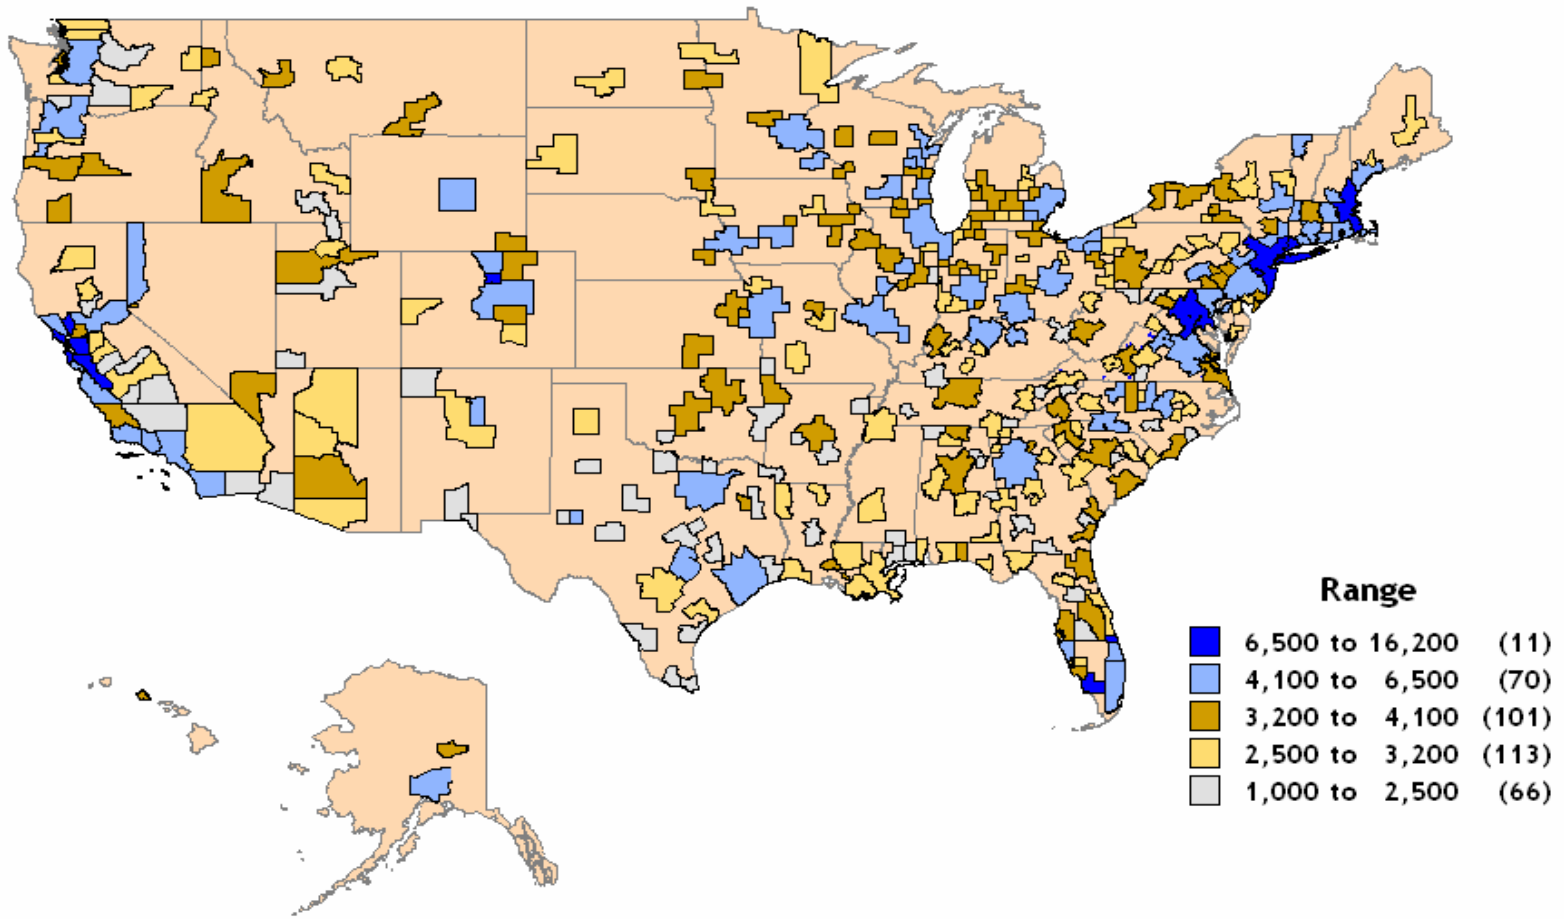 Range
6,500 to 16,200 (11)
4,100 to 6,500 (70)
3,200 to 4,100 (101)
2,500 to 3,200 (113)
1,000 to 2,500 (66)